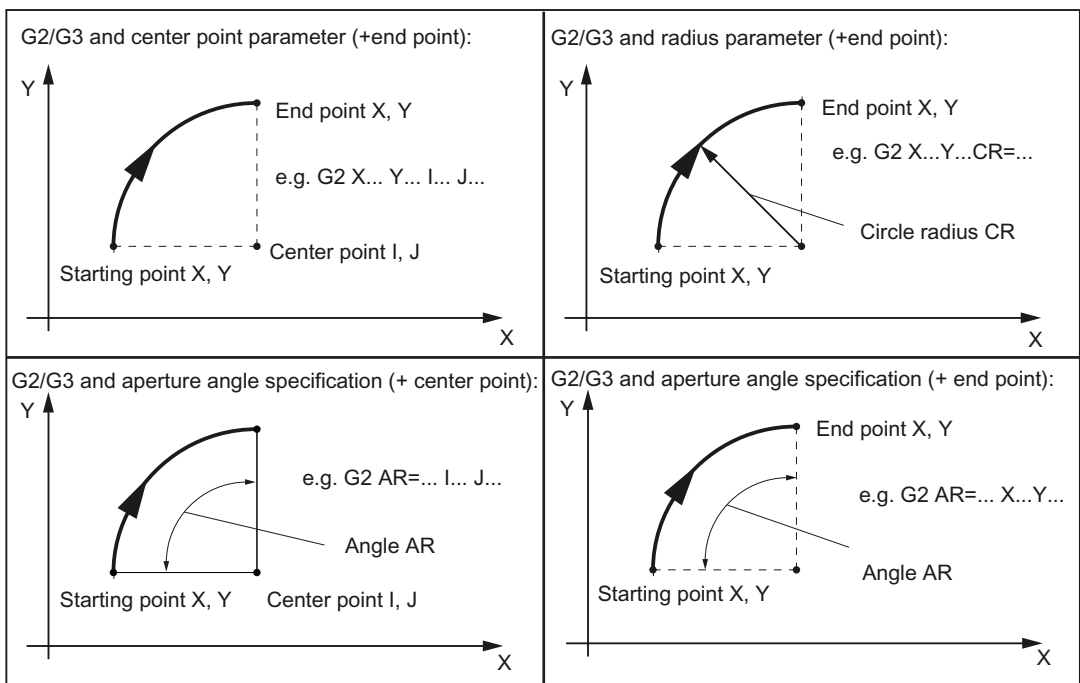 G2/G3 and center point parameter (+end point):
Y
End point X, Y
e.g. G2 X... Y... I... J...
Center point I, J
Starting point X, Y
X
G2/G3 and radius parameter (+end point):
Y
End point X, Y
e.g. G2 X...Y...CR=...
Circle radius CR
Starting point X, Y
X
G2/G3 and aperture angle specification (+ center point):
Y
e.g. G2 AR=... I... J...
Angle AR
Starting point X, Y
Center point I, J
X
G2/G3 and aperture angle specification (+ end point):
Y
End point X, Y
e.g. G2 AR=... X...Y...
Angle AR
Starting point X, Y
X